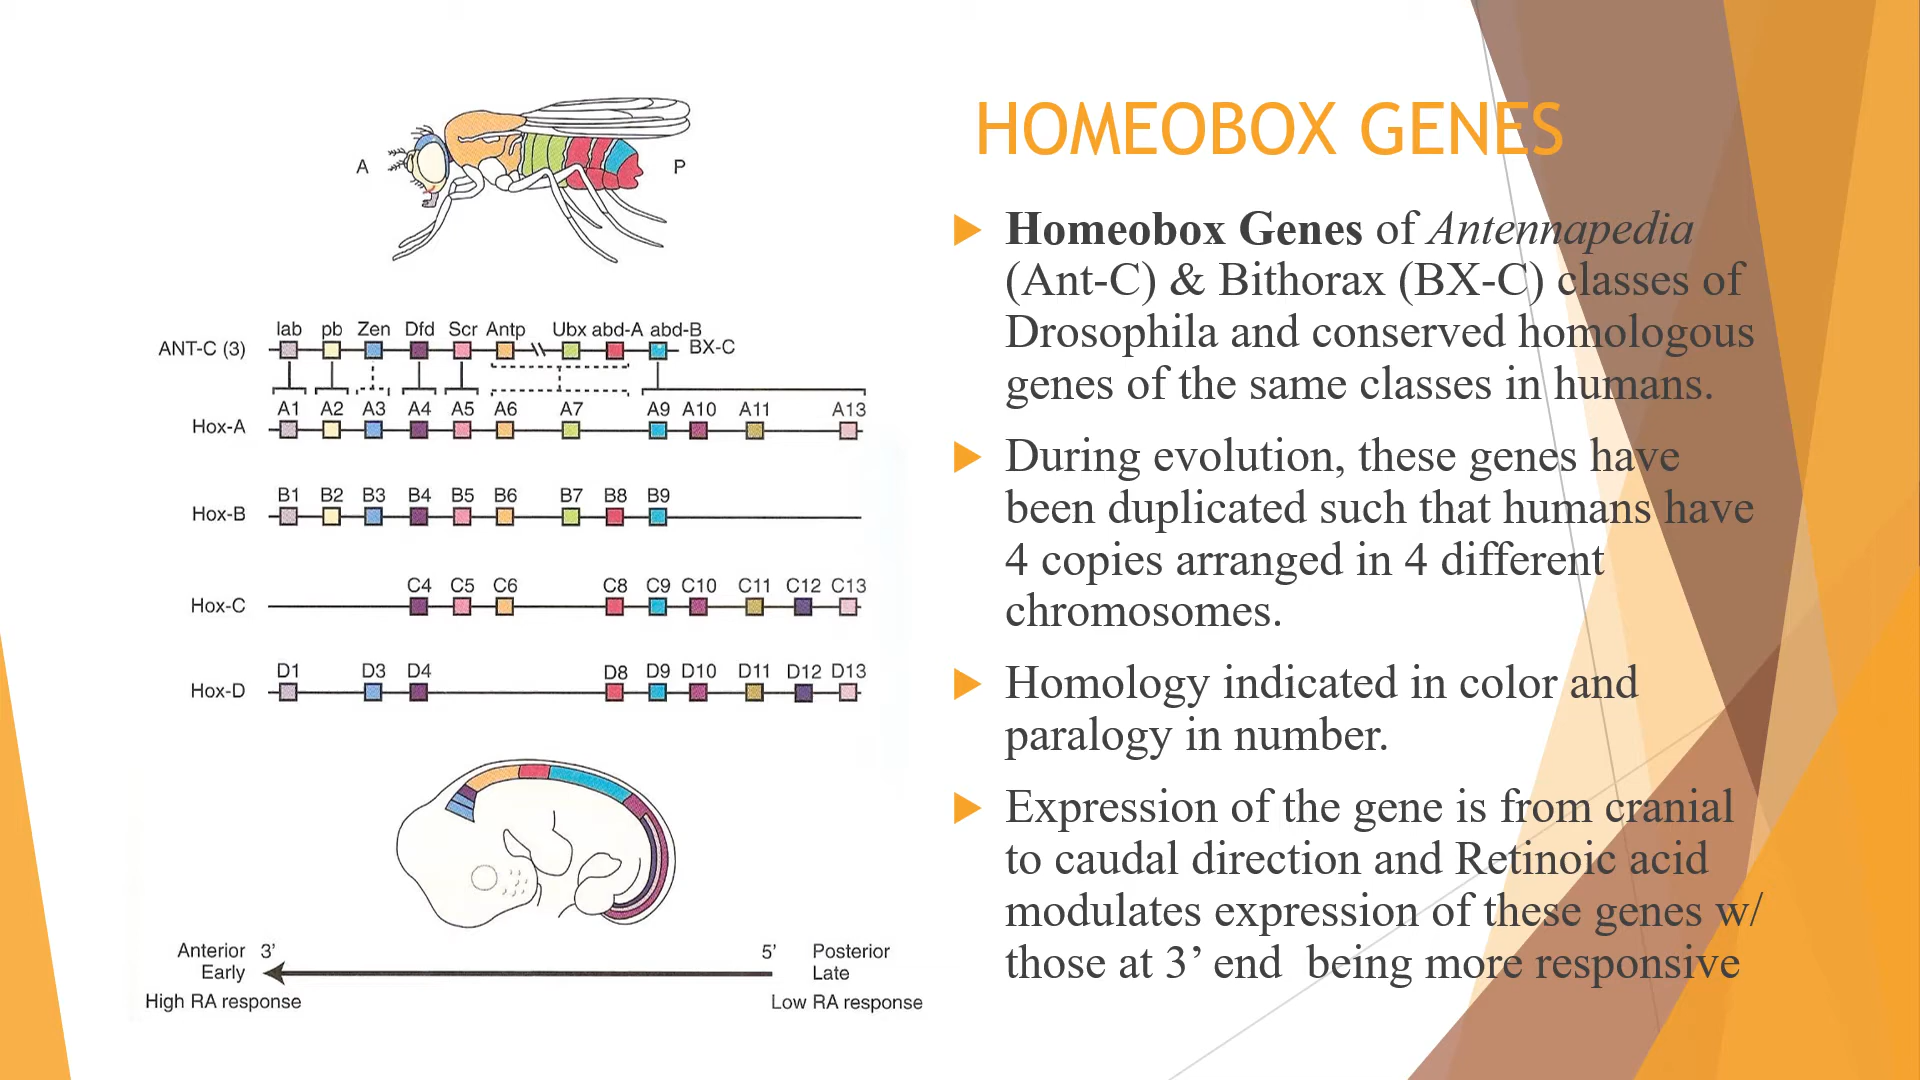 HOMEOBOX GENES
A
P
lab pb Zen Dfd Scr Antp Ubx abd-A abd-B
ANT-C (3)
BX-C
A1 A2 A3 A4 A5 A6 A7 A9 A10 A11 A13
Hox-A
B1 B2 B3 B4 B5 B6 B7 B8 B9
Hox-B
C4 C5 C6 C8 C9 C10 C11 C12 C13
Hox-C
D1 D3 D4 D8 D9 D10 D11 D12 D13
Hox-D
Anterior 3’ 5’ Posterior
Early Late
High RA response Low RA response
Homeobox Genes of Antennapedia
(Ant-C) & Bithorax (BX-C) classes of
Drosophila and conserved homologous
genes of the same classes in humans.
During evolution, these genes have
been duplicated such that humans have
4 copies arranged in 4 different
chromosomes.
Homology indicated in color and
paralogy in number.
Expression of the gene is from cranial
to caudal direction and Retinoic acid
modulates expression of these genes w/
those at 3’ end being more responsive